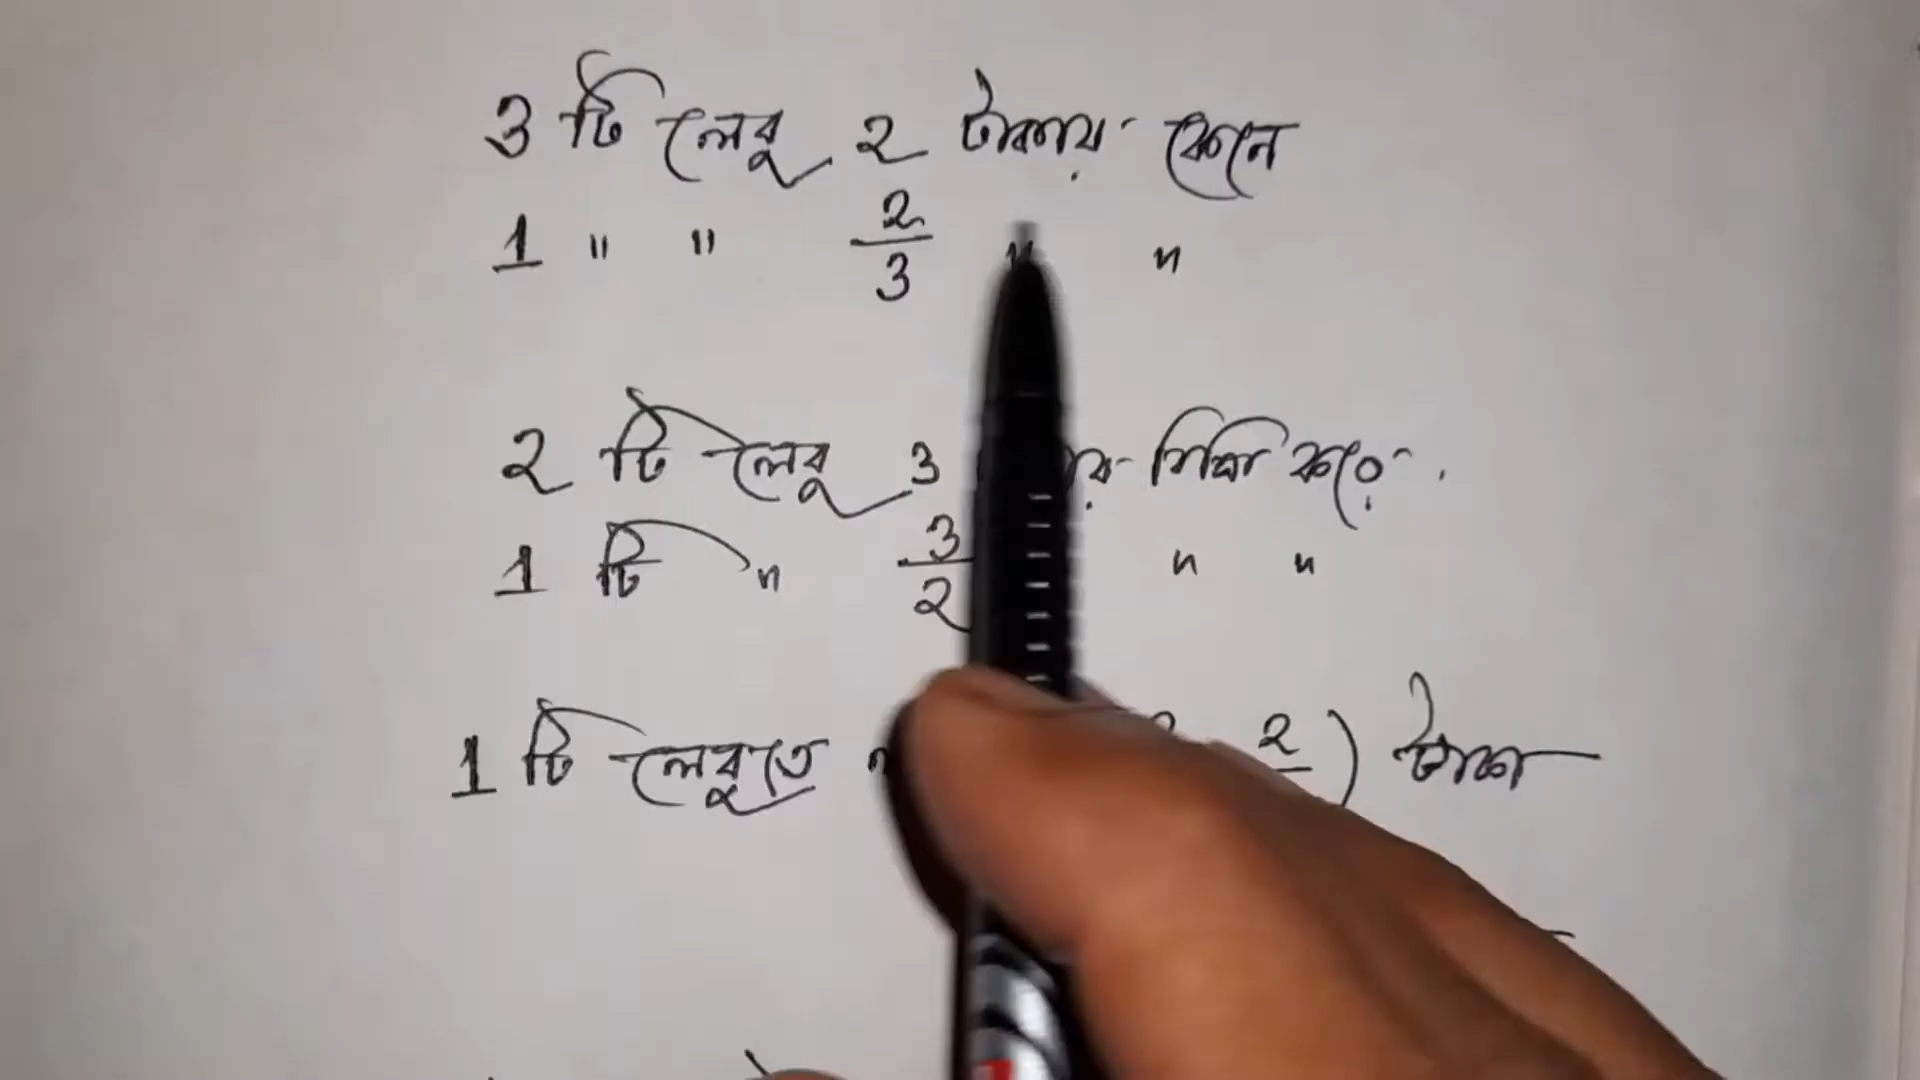 3 টি লেবু 2 টাকায় কেনে
1 " " 2/3 " "
2 টি লেবু 3 বিক্রি করে
1 টি " 3/2 " "
1 টি লেবুতে 2 ) টাকা